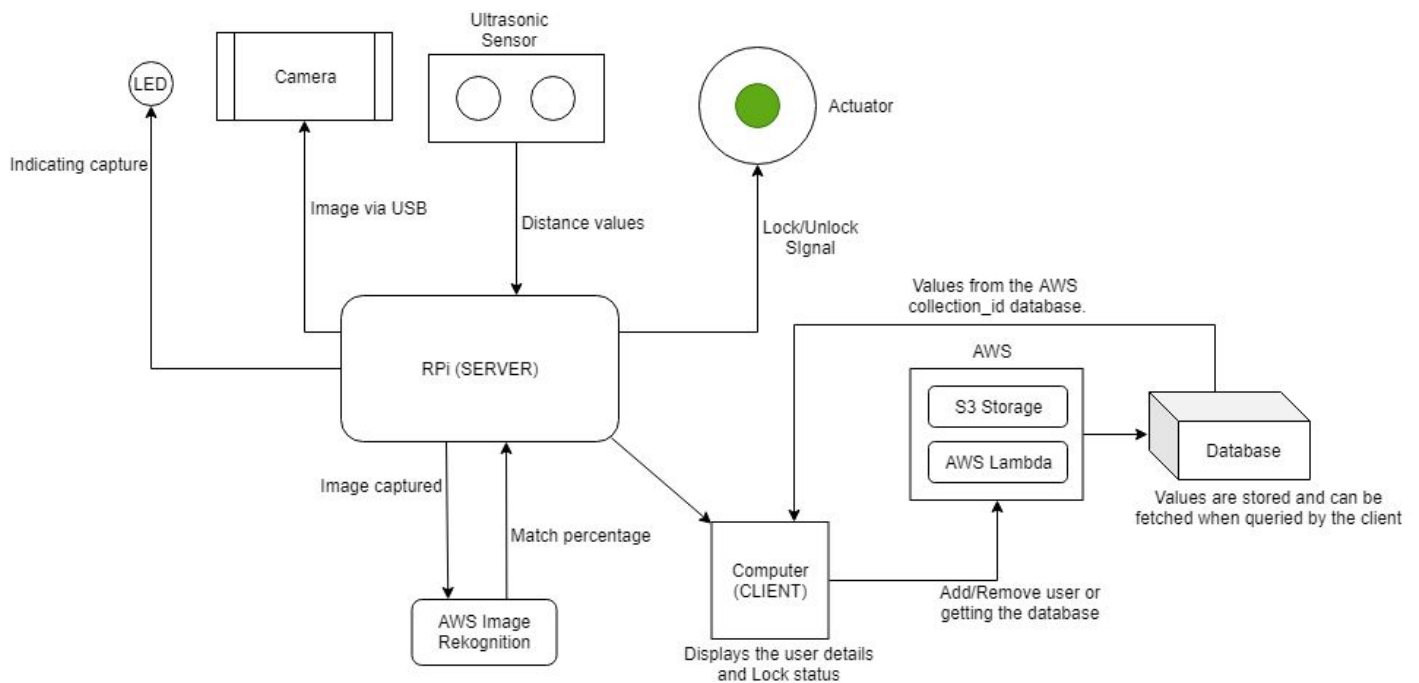 Ultrasonic
Sensor
LED
Camera
Actuator
Indicating capture
Image via USB
Distance values
Lock/Unlock
SIgnal
Values from the AWS
collection_id database.
RPi (SERVER)
AWS
S3 Storage
AWS Lambda
Database
Image captured
Values are stored and can be
fetched when queried by the client
Match percentage
Computer
(CLIENT)
Add/Remove user or
getting the database
AWS Image
Rekognition
Displays the user details
and Lock status